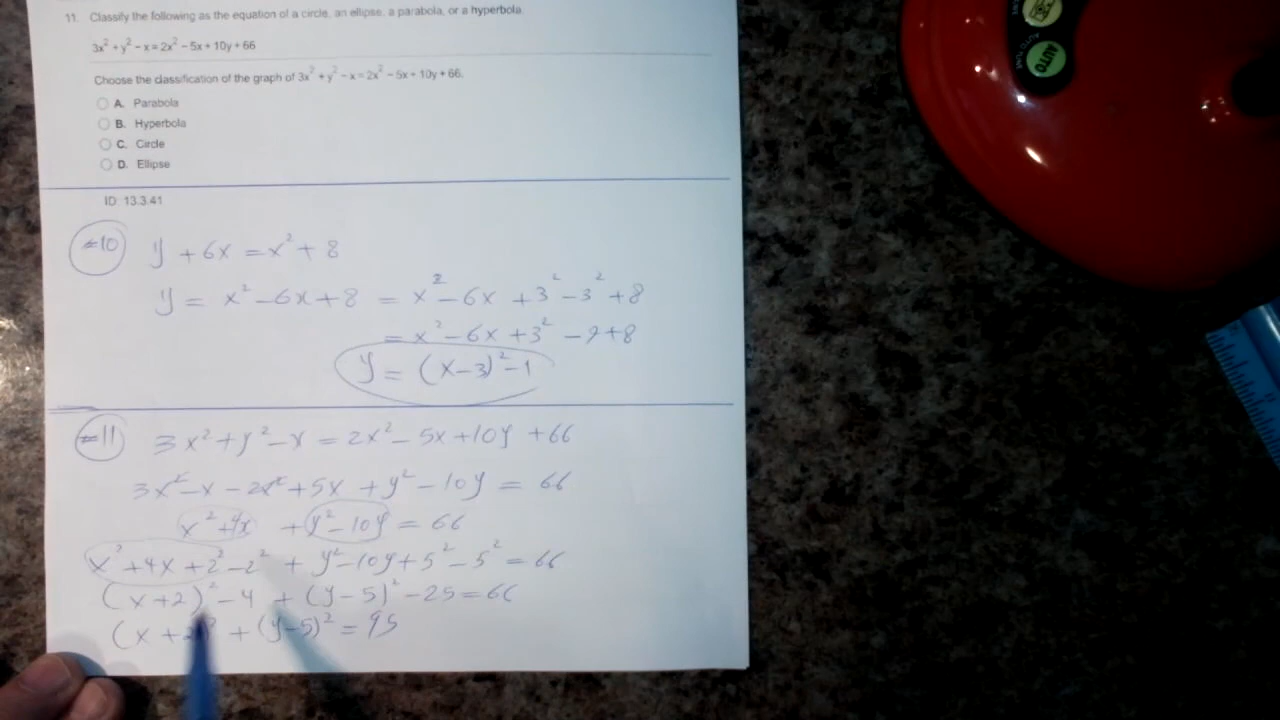 11. Classify the following as the equation of a circle, an ellipse, a parabola, or a hyperbola.
3x² + y² − x = 2x² − 5x + 10y + 66
Choose the classification of the graph of 3x² + y² − x = 2x² − 5x + 10y + 66.
A. Parabola
B. Hyperbola
C. Circle
D. Ellipse
ID: 13.3.41
#10 y + 6x = x² + 8
y = x² − 6x + 8 = x² − 6x + 3² − 3² + 8
= x² − 6x + 3² − 9 + 8
y = (x − 3)² − 1
#11 3x² + y² − x = 2x² − 5x + 10y + 66
3x² − x − 2x² + 5x + y² − 10y = 66
x² + 4x + y² − 10y = 66
x² + 4x + 2² − 2² + y² − 10y + 5² − 5² = 66
(x + 2)² − 4 + (y − 5)² − 25 = 66
(x + 2)² + (y − 5)² = 95
AUTO